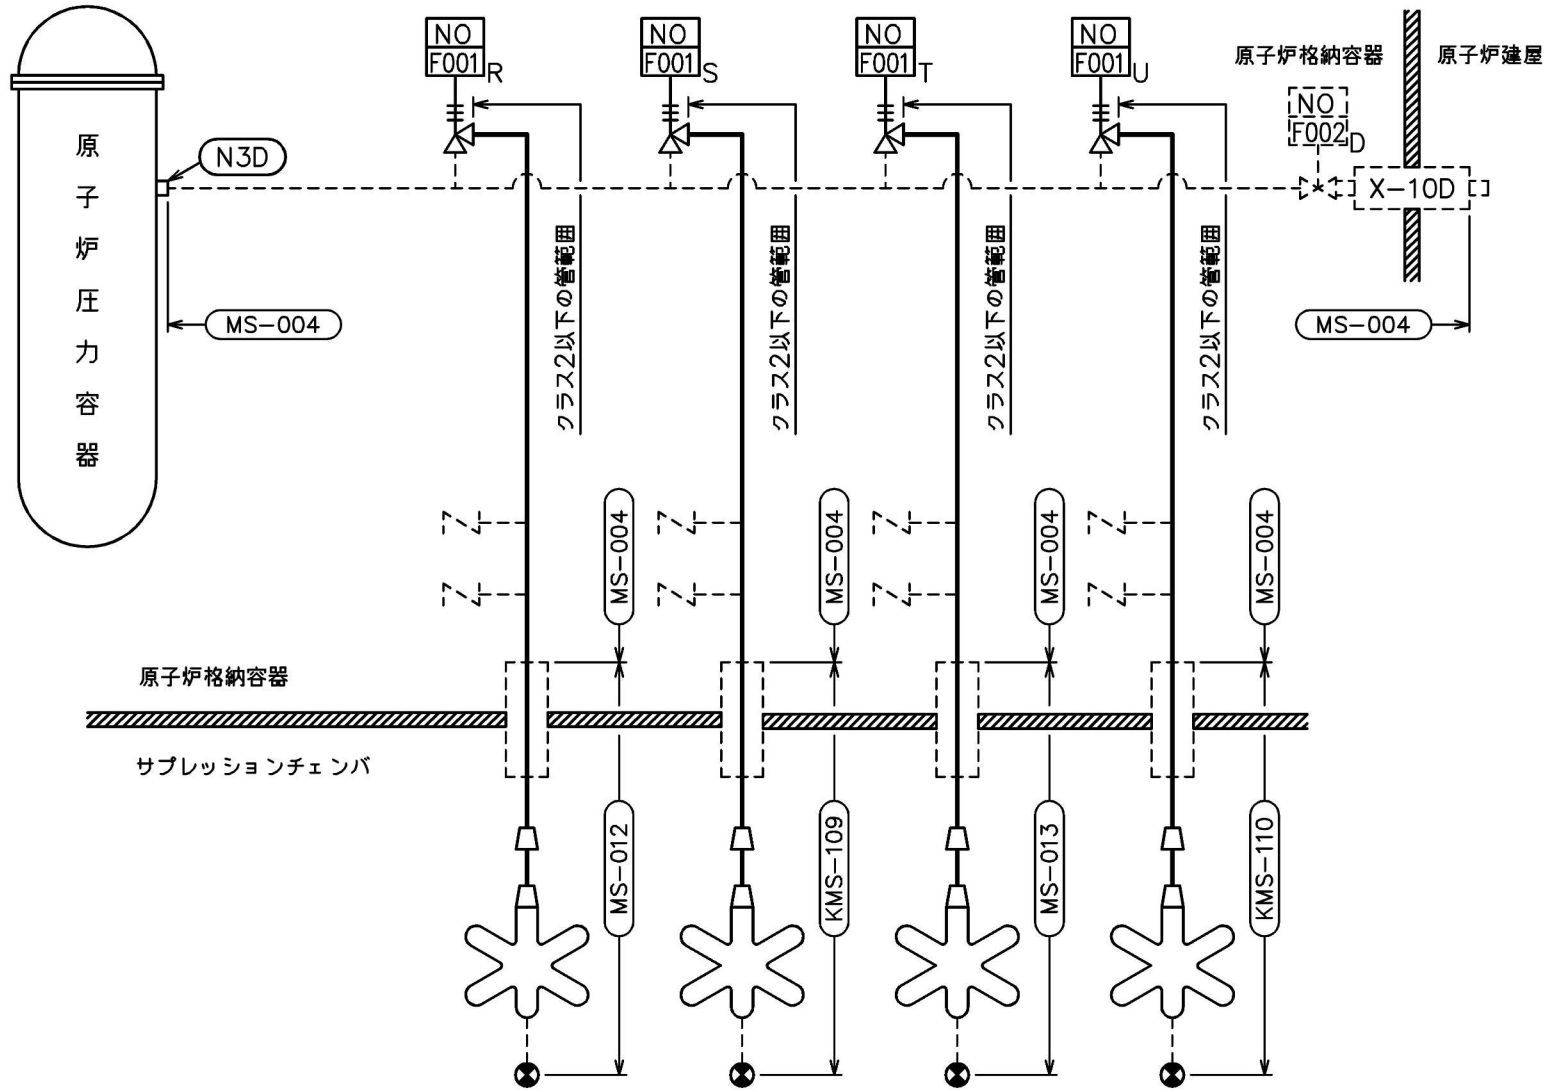 NO
F001 R
NO
F001 S
NO
F001 T
NO
F001 U
原子炉格納容器
原子炉建屋
NO
F002 D
原子炉圧力容器
N3D
X-10D
MS-004
MS-004
クラス2以下の管範囲
クラス2以下の管範囲
クラス2以下の管範囲
クラス2以下の管範囲
MS-004
MS-004
MS-004
MS-004
原子炉格納容器
サプレッションチェンバ
MS-012
KMS-109
MS-013
KMS-110